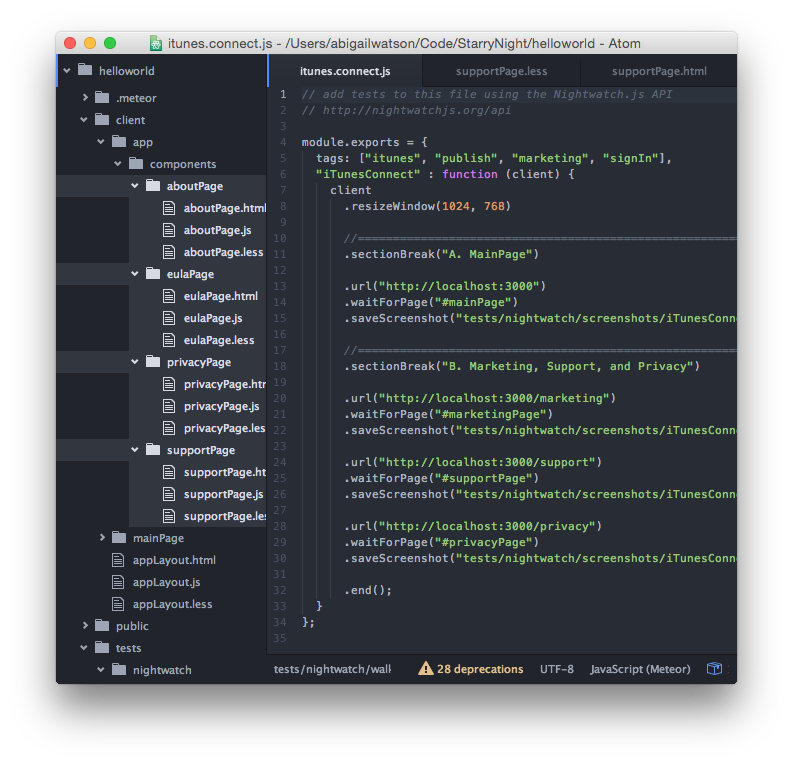 itunes.connect.js - /Users/abigailwatson/Code/StarryNight/helloworld - Atom
helloworld
.meteor
client
app
components
aboutPage
aboutPage.html
aboutPage.js
aboutPage.less
eulaPage
eulaPage.html
eulaPage.js
eulaPage.less
privacyPage
privacyPage.htm
privacyPage.js
privacyPage.les
supportPage
supportPage.ht
supportPage.js
supportPage.les
mainPage
appLayout.html
appLayout.js
appLayout.less
public
tests
nightwatch
itunes.connect.js supportPage.less supportPage.html
1 // add tests to this file using the Nightwatch.js API
2 // http://nightwatchjs.org/api
3
4 module.exports = {
5 tags: ["itunes", "publish", "marketing", "signIn"],
6 "iTunesConnect" : function (client) {
7 client
8 .resizeWindow(1024, 768)
9
10 //======================================================
11 .sectionBreak("A. MainPage")
12
13 .url("http://localhost:3000")
14 .waitForPage("#mainPage")
15 .saveScreenshot("tests/nightwatch/screenshots/iTunesConn
16
17 //======================================================
18 .sectionBreak("B. Marketing, Support, and Privacy")
19
20 .url("http://localhost:3000/marketing")
21 .waitForPage("#marketingPage")
22 .saveScreenshot("tests/nightwatch/screenshots/iTunesConn
23
24 .url("http://localhost:3000/support")
25 .waitForPage("#supportPage")
26 .saveScreenshot("tests/nightwatch/screenshots/iTunesConn
27
28 .url("http://localhost:3000/privacy")
29 .waitForPage("#privacyPage")
30 .saveScreenshot("tests/nightwatch/screenshots/iTunesConn
31
32 .end();
33 }
34 };
35
tests/nightwatch/walk 28 deprecations UTF-8 JavaScript (Meteor)